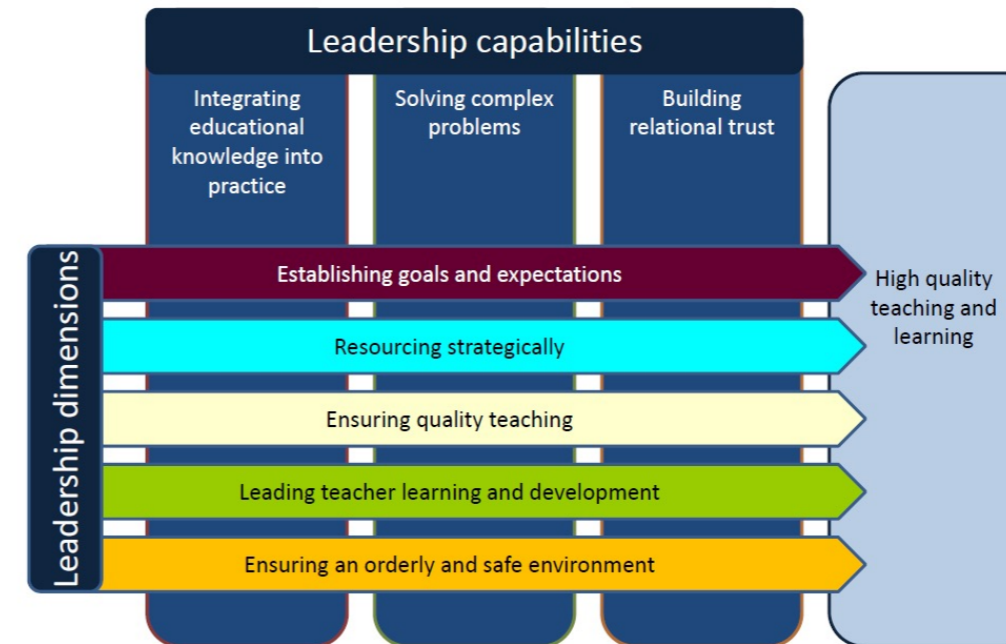 Leadership capabilities
Integrating
educational
knowledge into
practice
Solving complex
problems
Building
relational trust
Leadership dimensions
Establishing goals and expectations
Resourcing strategically
Ensuring quality teaching
Leading teacher learning and development
Ensuring an orderly and safe environment
High quality
teaching and
learning